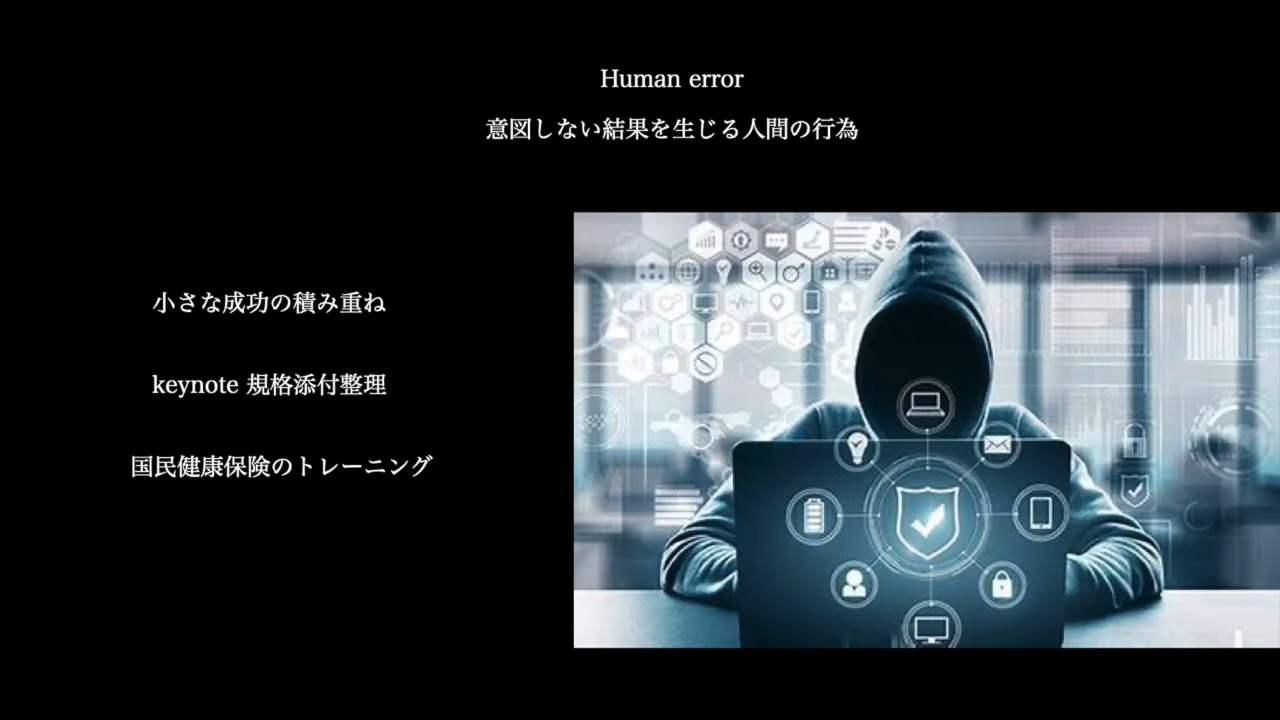 Human error
意図しない結果を生じる人間の行為
小さな成功の積み重ね
keynote 規格添付整理
国民健康保険のトレーニング